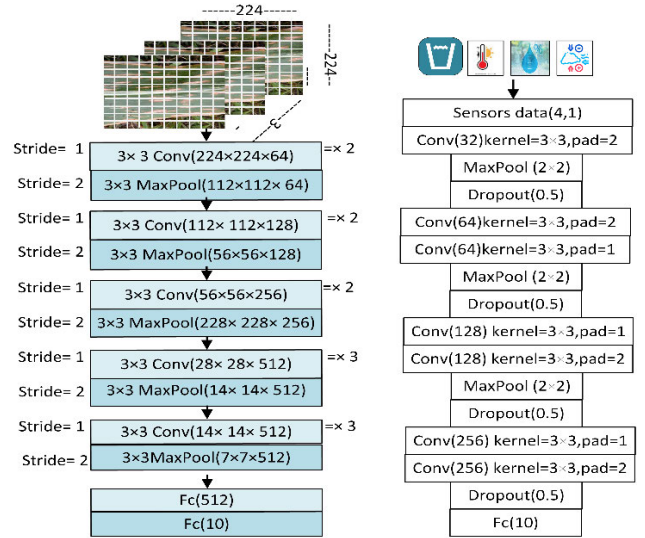 224
224
3
Stride= 1
3× 3 Conv(224×224×64)
=× 2
Stride= 2
3×3 MaxPool(112×112× 64)
Stride= 1
3×3 Conv(112× 112×128)
=× 2
Stride= 2
3×3 MaxPool(56×56×128)
Stride= 1
3×3 Conv(56×56×256)
=× 2
Stride= 2
3×3 MaxPool(228× 228× 256)
Stride= 1
3×3 Conv(28× 28× 512)
=× 3
Stride= 2
3×3 MaxPool(14× 14× 512)
Stride= 1
3×3 Conv(14× 14× 512)
=× 3
Stride= 2
3×3MaxPool(7×7×512)
Fc(512)
Fc(10)
Sensors data(4,1)
Conv(32)kernel=3×3,pad=2
MaxPool (2×2)
Dropout(0.5)
Conv(64)kernel=3×3,pad=2
Conv(64)kernel=3×3,pad=1
MaxPool (2×2)
Dropout(0.5)
Conv(128) kernel=3×3,pad=1
Conv(128) kernel=3×3,pad=2
MaxPool (2×2)
Dropout(0.5)
Conv(256) kernel=3×3,pad=1
Conv(256) kernel=3×3,pad=2
Dropout(0.5)
Fc(10)